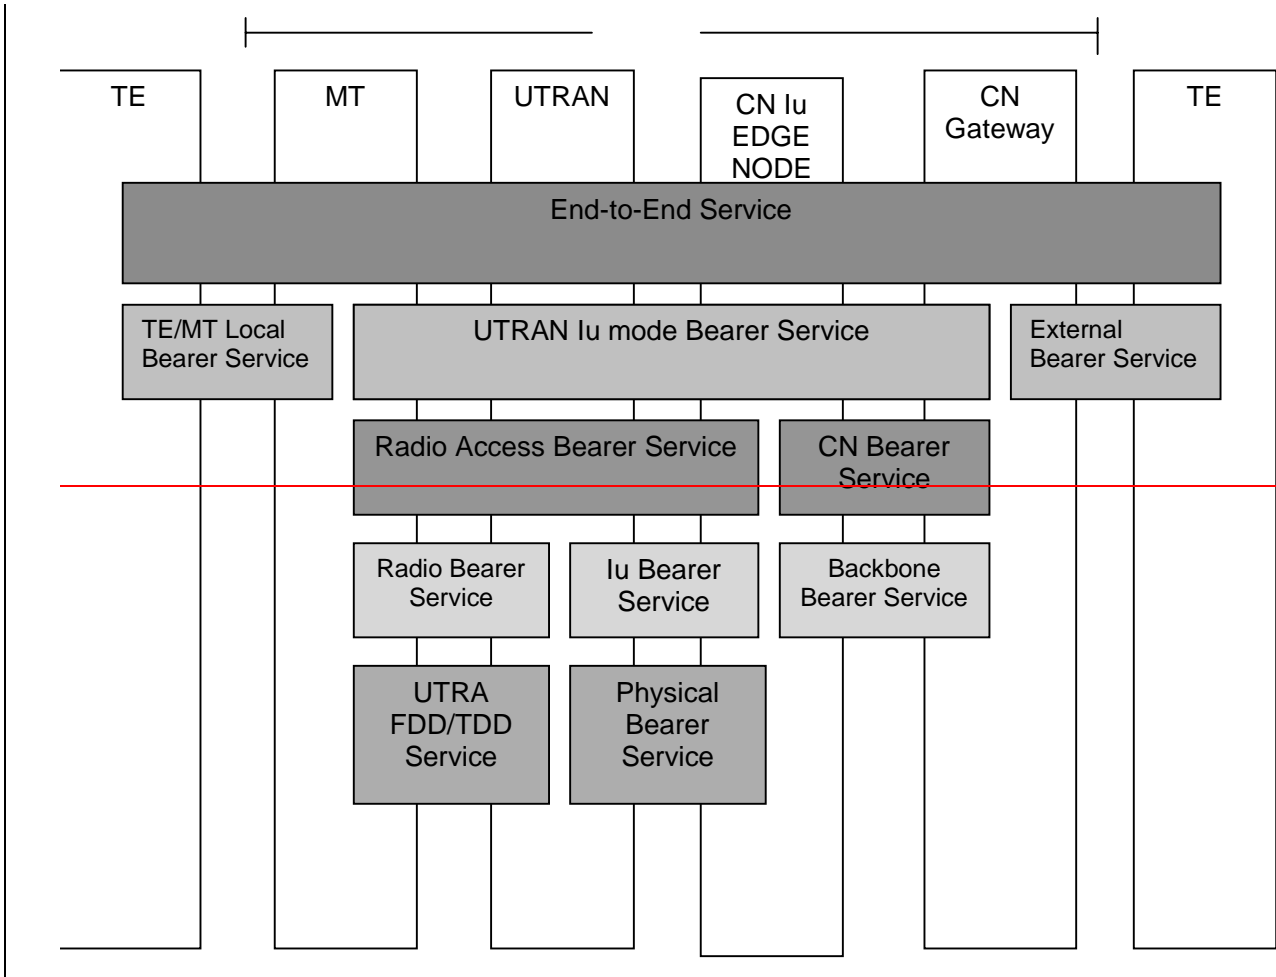 TE
MT
UTRAN
CN Iu
EDGE
NODE
CN
Gateway
TE
End-to-End Service
TE/MT Local
Bearer Service
UTRAN Iu mode Bearer Service
External
Bearer Service
Radio Access Bearer Service
CN Bearer
Service
Radio Bearer
Service
Iu Bearer
Service
Backbone
Bearer Service
UTRA
FDD/TDD
Service
Physical
Bearer
Service